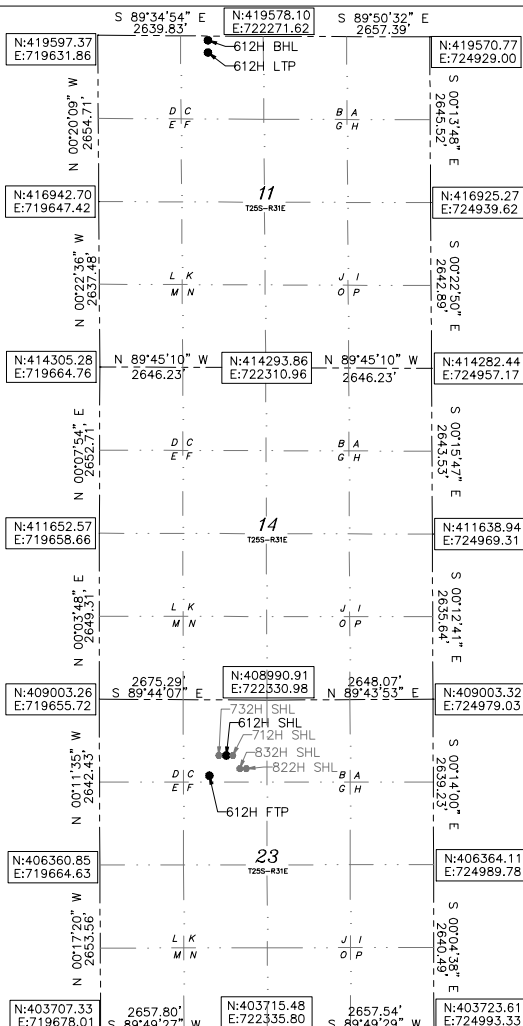 S 89°34'54" E
2639.83'
N:419578.10
E:722271.62
S 89°50'32" E
2657.39'
N:419597.37
E:719631.86
612H BHL
612H LTP
N:419570.77
E:724929.00
N 00°20'09" W
2654.71'
D C
E F
B A
G H
S 00°13'48" E
2645.52'
N:416942.70
E:719647.42
11
T25S-R31E
N:416925.27
E:724939.62
N 00°22'36" W
2637.48'
L K
M N
J I
O P
S 00°22'50" E
2642.89'
N:414305.28
E:719664.76
N 89°45'10" W
2646.23'
N:414293.86
E:722310.96
N 89°45'10" W
2646.23'
N:414282.44
E:724957.17
N 00°07'54" E
2652.71'
D C
E F
B A
G H
S 00°15'47" E
2643.53'
N:411652.57
E:719658.66
14
T25S-R31E
N:411638.94
E:724969.31
N 00°03'48" E
2649.31'
L K
M N
J I
O P
S 00°12'41" E
2635.64'
N:409003.26
E:719655.72
2675.29'
S 89°44'07" E
N:408990.91
E:722330.98
2648.07'
N 89°43'53" E
N:409003.32
E:724979.03
732H SHL
612H SHL
712H SHL
832H SHL
822H SHL
N 00°11'35" W
2642.43'
D C
E F
B A
G H
S 00°14'00" E
2639.23'
612H FTP
N:406360.85
E:719664.63
23
T25S-R31E
N:406364.11
E:724989.78
N 00°17'20" W
2653.56'
L K
M N
J I
O P
S 00°04'38" E
2640.49'
N:403707.33
E:719678.01
2657.80'
S 89°49'27" W
N:403715.48
E:722335.80
2657.54'
S 89°49'29" W
N:403723.61
E:724993.33